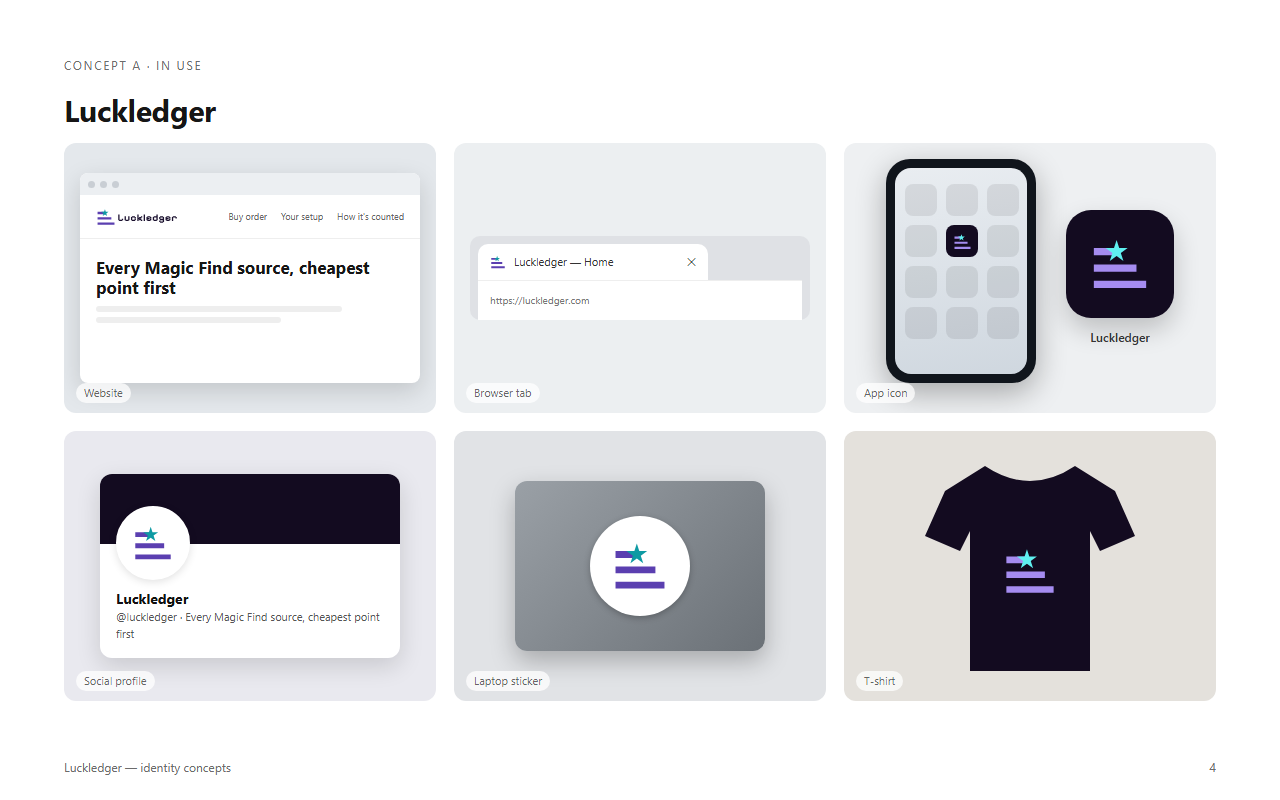 CONCEPT A · IN USE
Luckledger
Luckledger
Buy order
Your setup
How it's counted
Every Magic Find source, cheapest
point first
Website
Luckledger — Home
https://luckledger.com
Browser tab
Luckledger
App icon
Luckledger
@luckledger · Every Magic Find source, cheapest point
first
Social profile
Laptop sticker
T-shirt
Luckledger — identity concepts
4